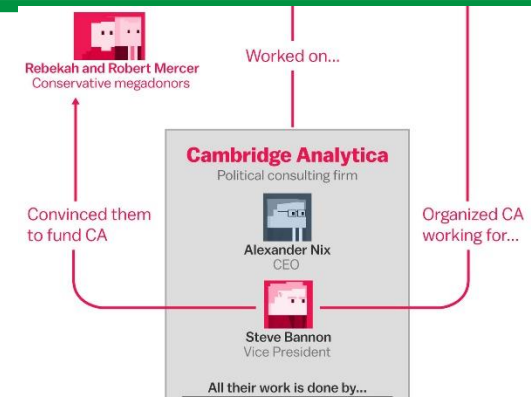 Rebekah and Robert Mercer
Conservative megadonors
Worked on...
Cambridge Analytica
Political consulting firm
Alexander Nix
CEO
Convinced them
to fund CA
Organized CA
working for...
Steve Bannon
Vice President
All their work is done by...